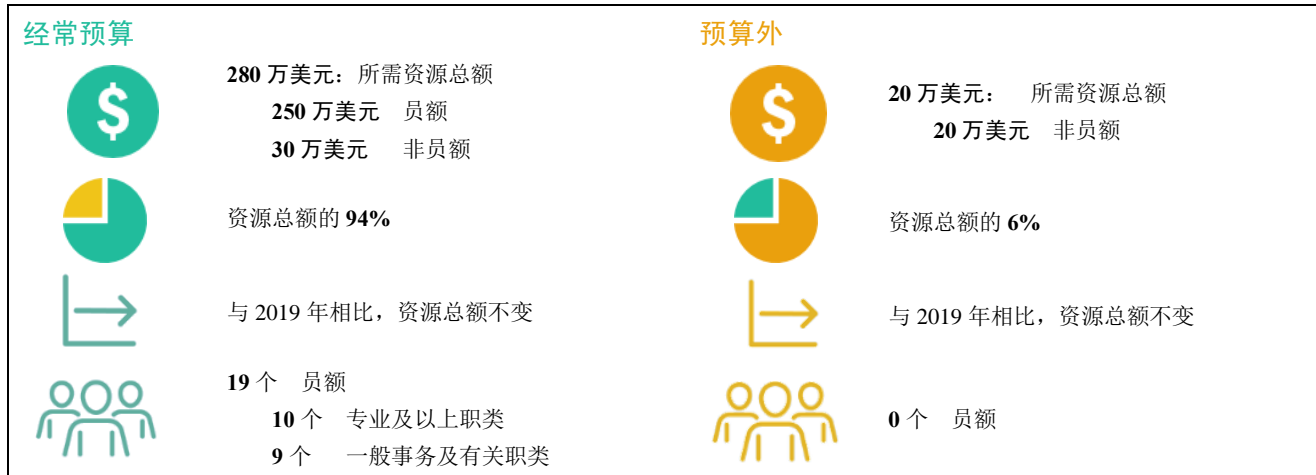 经常预算
280 万美元：所需资源总额
250 万美元 员额
30 万美元 非员额
资源总额的 94%
与 2019 年相比，资源总额不变
19 个 员额
10 个 专业及以上职类
9 个 一般事务及有关职类
预算外
20 万美元： 所需资源总额
20 万美元 非员额
资源总额的 6%
与 2019 年相比，资源总额不变
0 个 员额